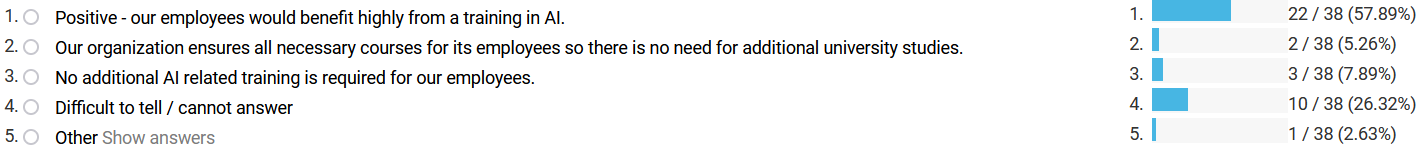 1. Positive - our employees would benefit highly from a training in AI. 1. 22 / 38 (57.89%)
2. Our organization ensures all necessary courses for its employees so there is no need for additional university studies. 2. 2 / 38 (5.26%)
3. No additional AI related training is required for our employees. 3. 3 / 38 (7.89%)
4. Difficult to tell / cannot answer 4. 10 / 38 (26.32%)
5. Other Show answers 5. 1 / 38 (2.63%)